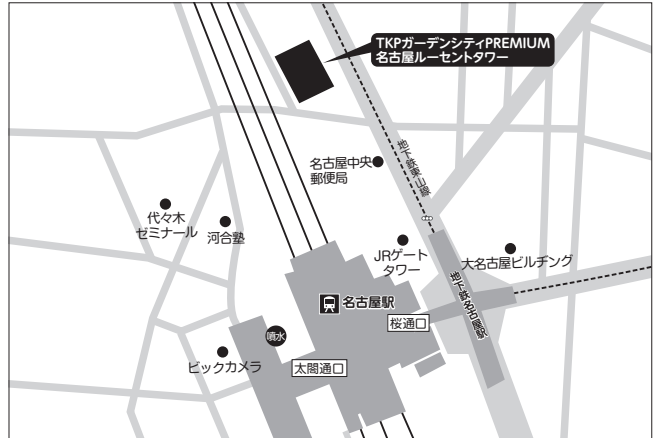 TKPガーデンシティPREMIUM
名古屋ルーセントタワー
地下鉄東山線
名古屋中央
郵便局
代々木
ゼミナール
河合塾
JRゲート
タワー
大名古屋ビルヂング
名古屋駅
地下鉄名古屋駅
桜通口
噴水
ビックカメラ
太閤通口